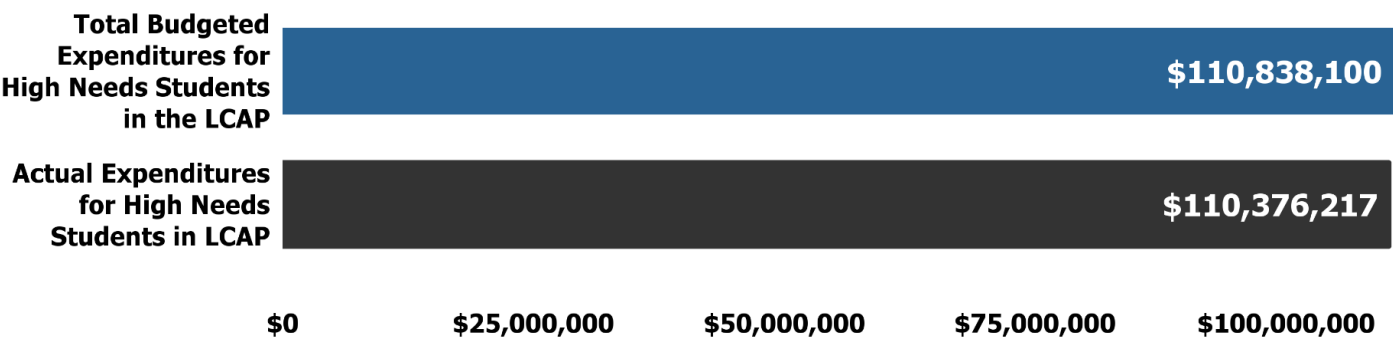 Total Budgeted
Expenditures for
High Needs Students
in the LCAP
$110,838,100
Actual Expenditures
for High Needs
Students in LCAP
$110,376,217
$0 $25,000,000 $50,000,000 $75,000,000 $100,000,000